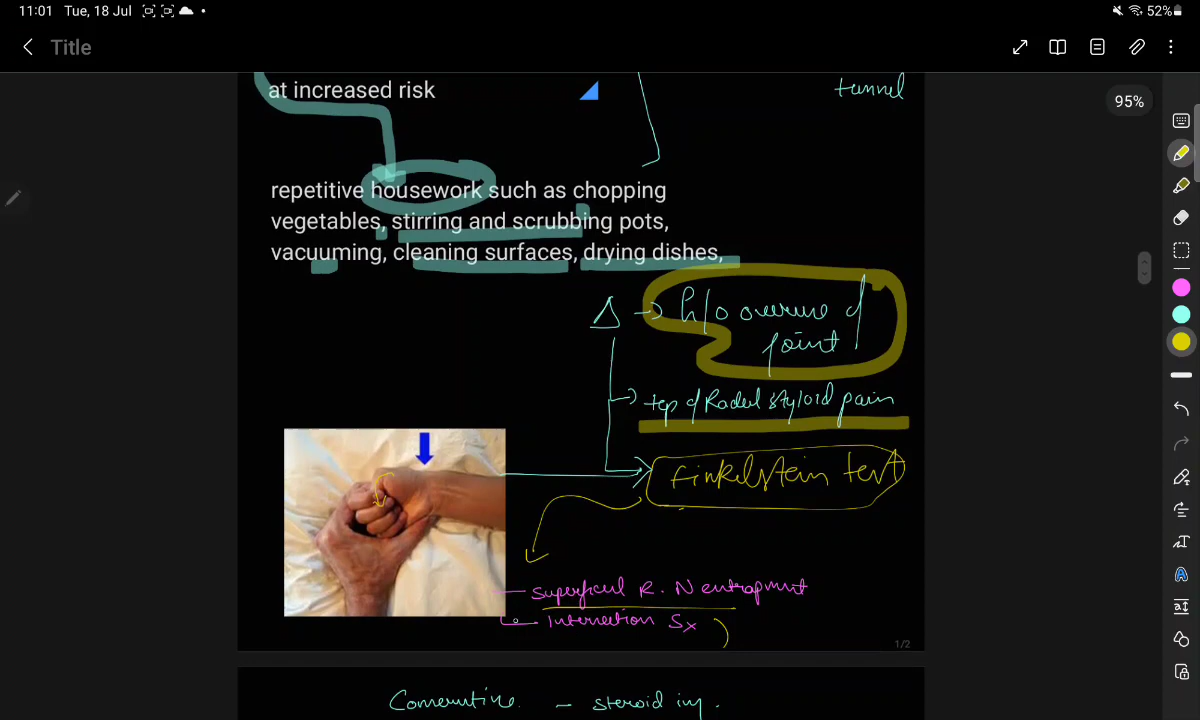 11:01 Tue, 18 Jul 52%
Title
95%
at increased risk
tunnel
repetitive housework such as chopping
vegetables, stirring and scrubbing pots,
vacuuming, cleaning surfaces, drying dishes,
Δ → h/o overuse of
joint
→ top of Radial styloid pain
Finkelstein test
— Superficial R. N entrapment
— Intersection Sx
1/2
Conservative - steroid inj.